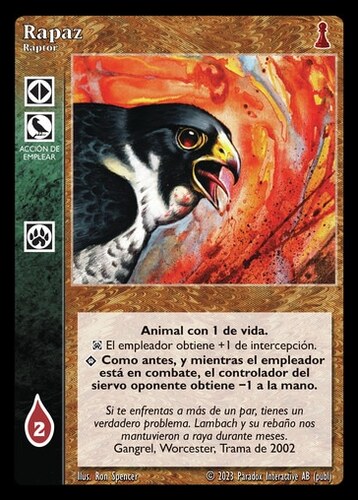 Rapaz
Raptor
ACCIÓN DE
EMPLEAR
Animal con 1 de vida.
El empleador obtiene +1 de intercepción.
Como antes, y mientras el empleador
está en combate, el controlador del
siervo oponente obtiene −1 a la mano.
Si te enfrentas a más de un par, tienes un
verdadero problema. Lambach y su rebaño nos
mantuvieron a raya durante meses.
Gangrel, Worcester, Trama de 2002
2
Illus. Ron Spencer
© 2023 Paradox Interactive AB (publ)